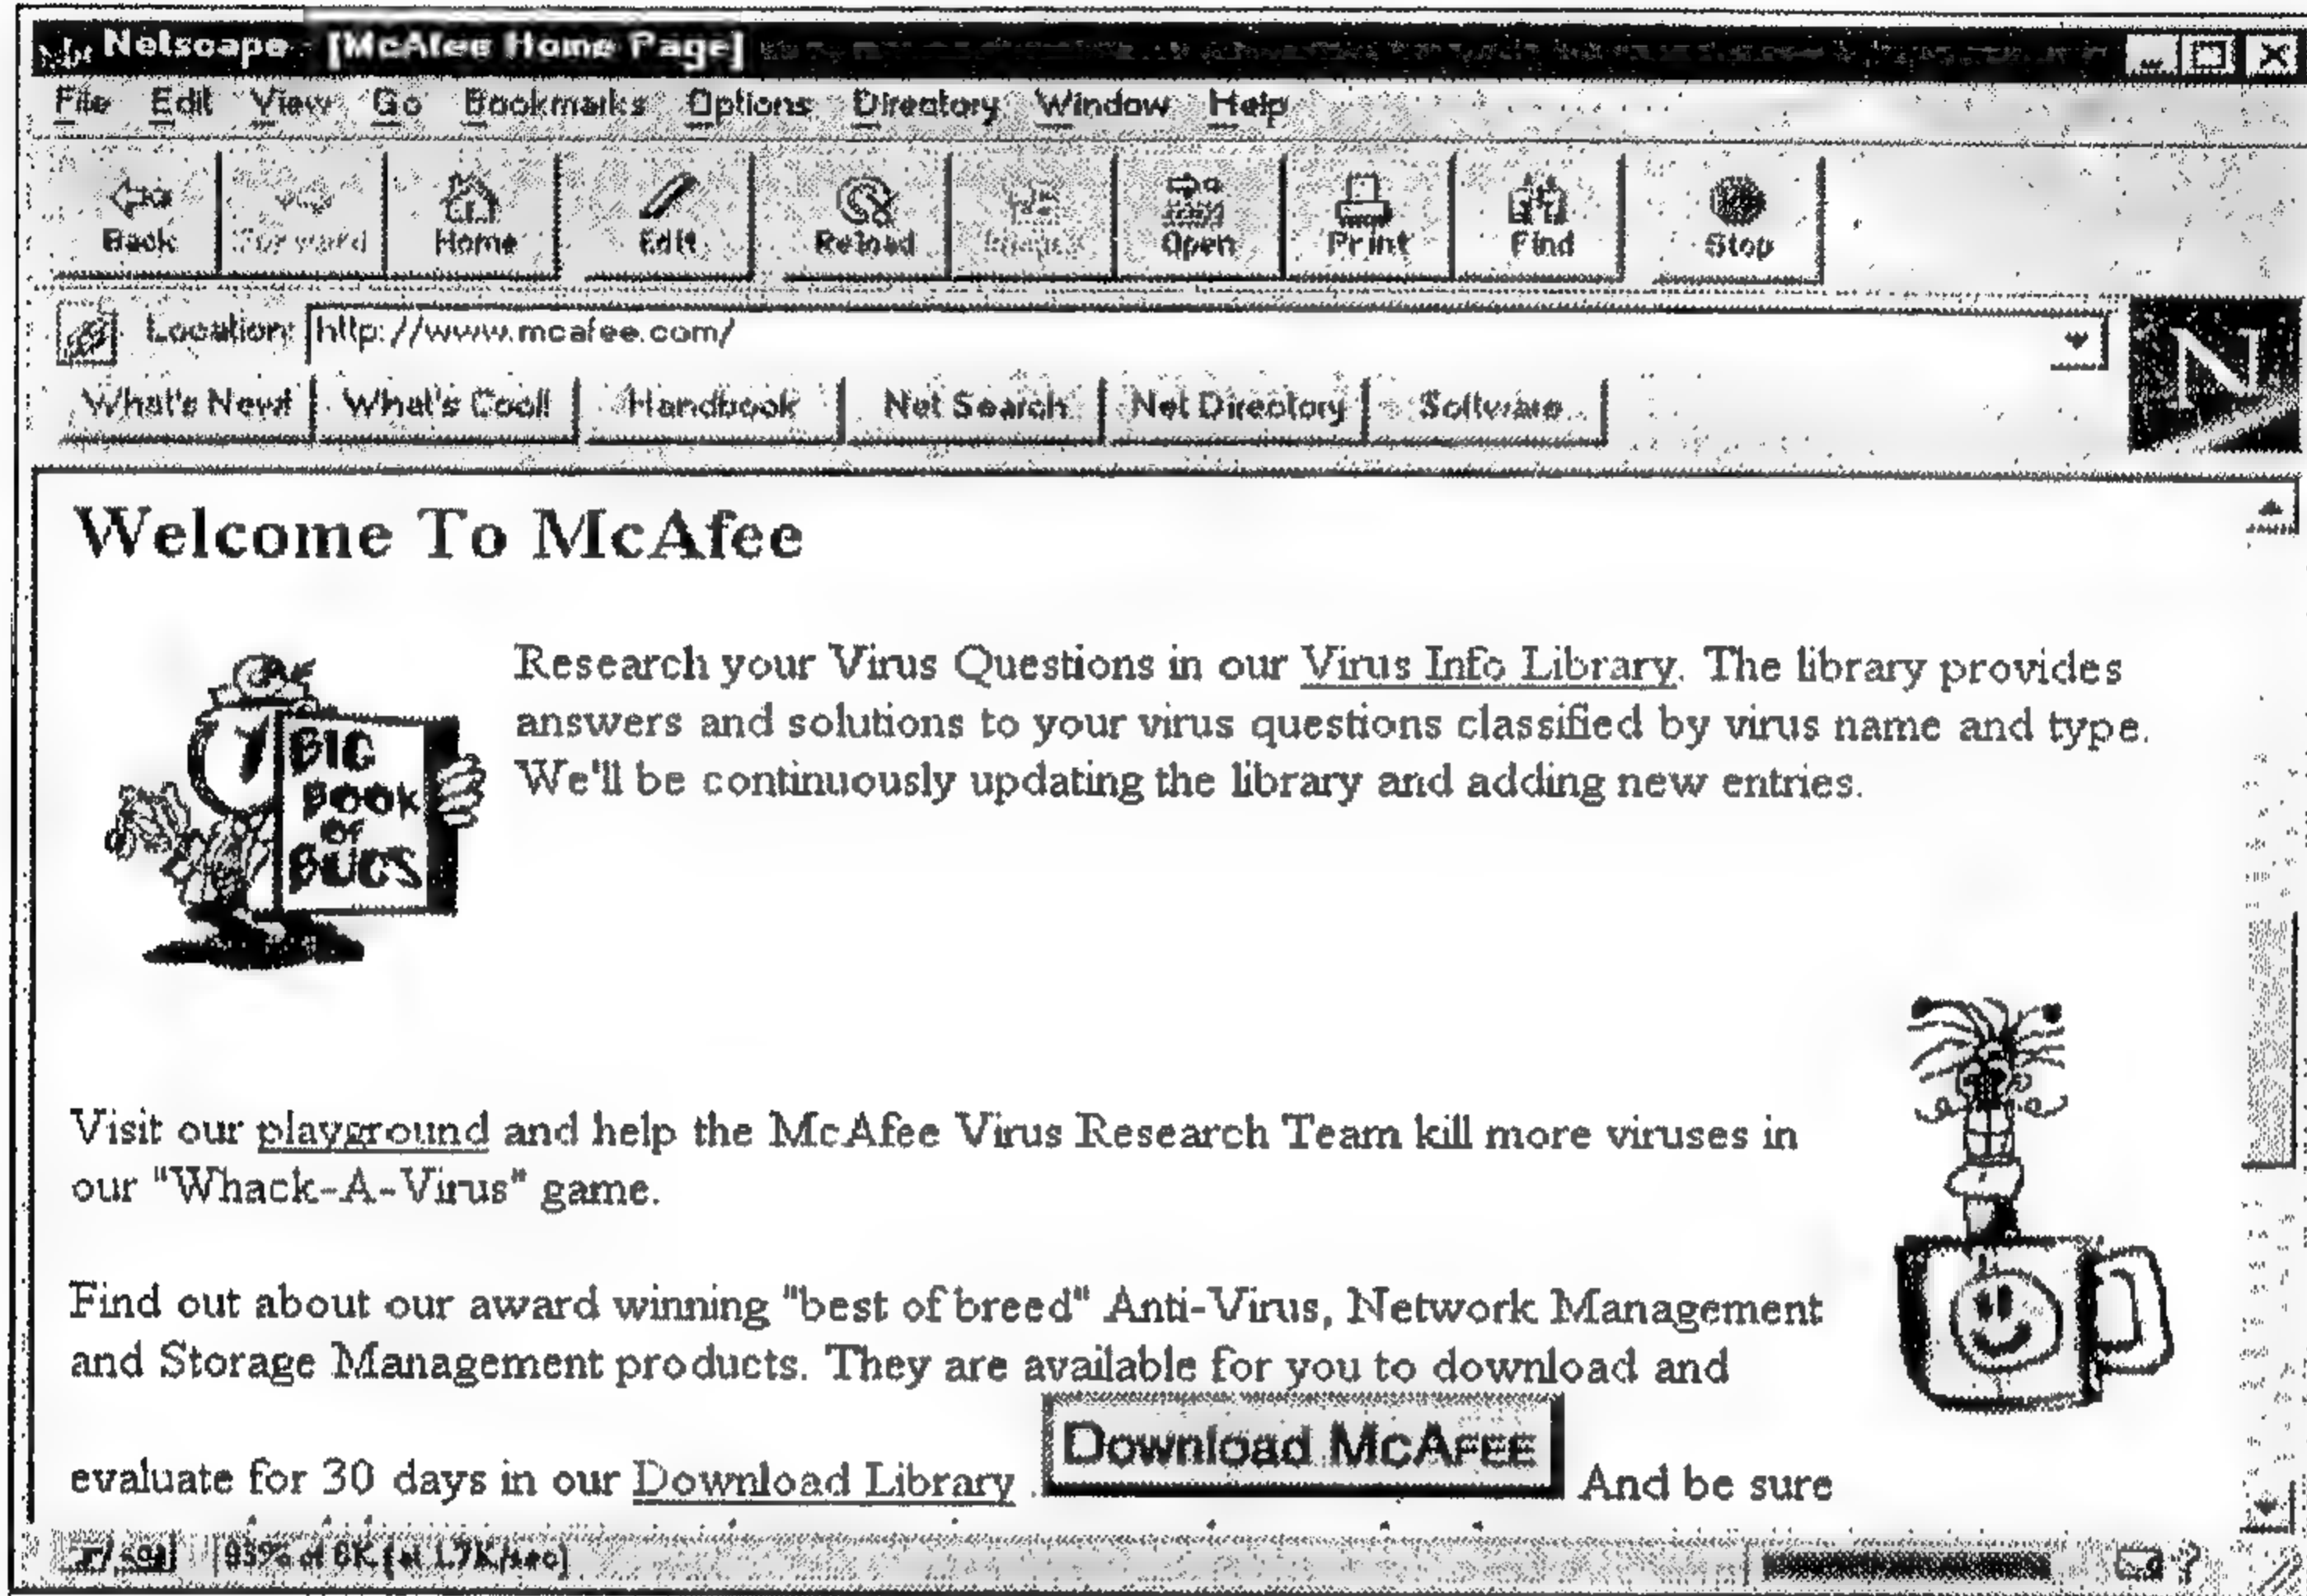 Netscape - [McAfee Home Page]
File Edit View Go Bookmarks Options Directory Window Help
Back Forward Home Edit Reload Images Open Print Find Stop
Location: http://www.mcafee.com/
What's New! What's Cool! Handbook Net Search Net Directory Software
N
Welcome To McAfee
Research your Virus Questions in our Virus Info Library. The library provides
answers and solutions to your virus questions classified by virus name and type.
We'll be continuously updating the library and adding new entries.
BIG
BOOK
OF
BUGS
Visit our playground and help the McAfee Virus Research Team kill more viruses in
our "Whack-A-Virus" game.
Find out about our award winning "best of breed" Anti-Virus, Network Management
and Storage Management products. They are available for you to download and
evaluate for 30 days in our Download Library . Download McAfee And be sure
95% of 8K (at 1.7K/sec)